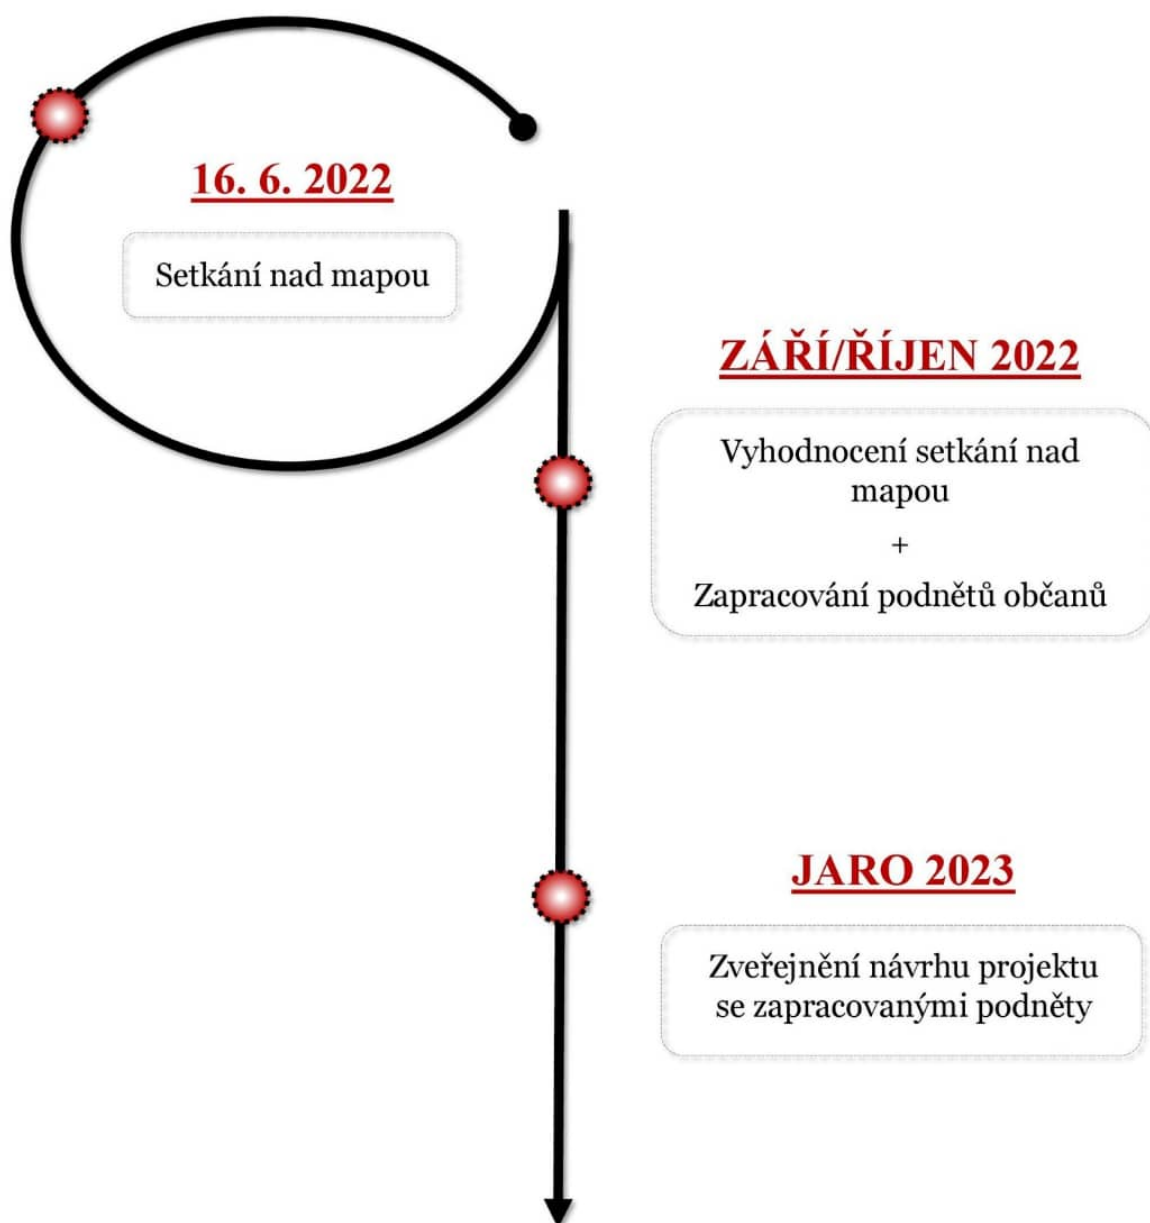 16. 6. 2022
Setkání nad mapou
ZÁŘÍ/ŘÍJEN 2022
Vyhodnocení setkání nad
mapou
+
Zapracování podnětů občanů
JARO 2023
Zveřejnění návrhu projektu
se zapracovanými podněty